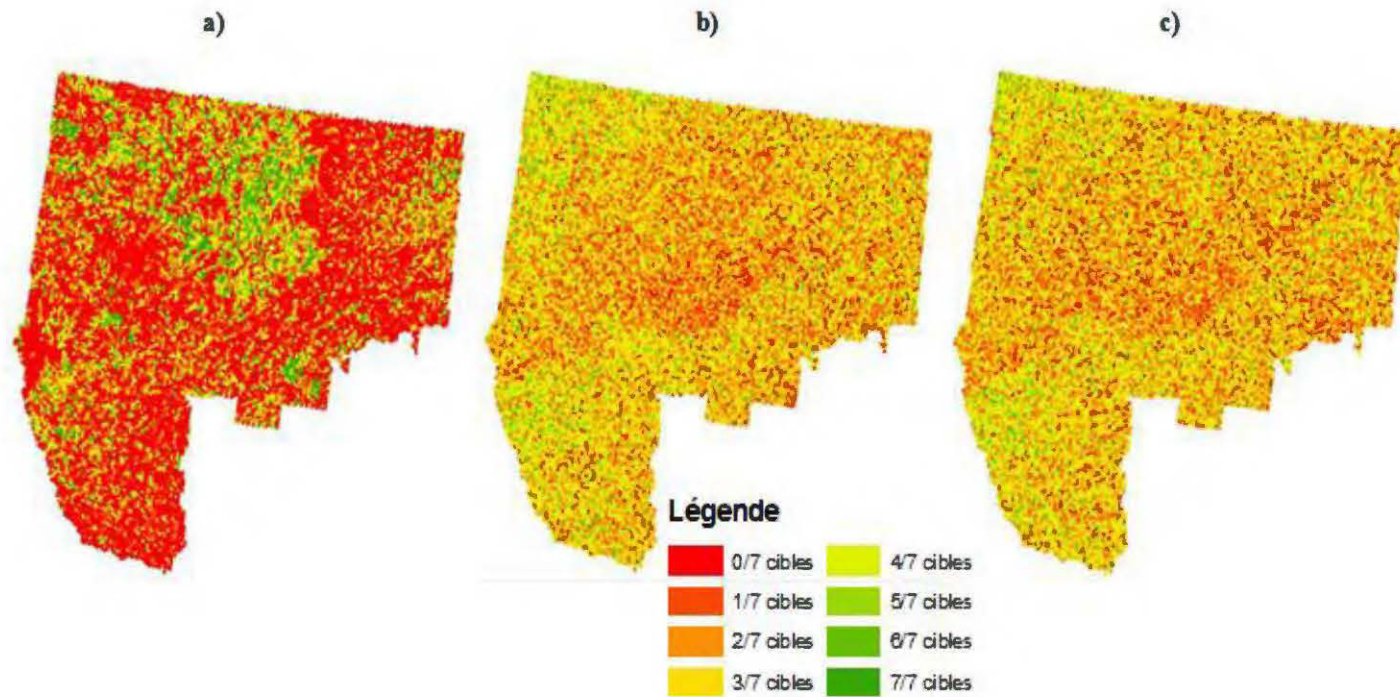 a)
b)
c)
Légende
0/7 cibles
4/7 cibles
1/7 cibles
5/7 cibles
2/7 cibles
6/7 cibles
3/7 cibles
7/7 cibles